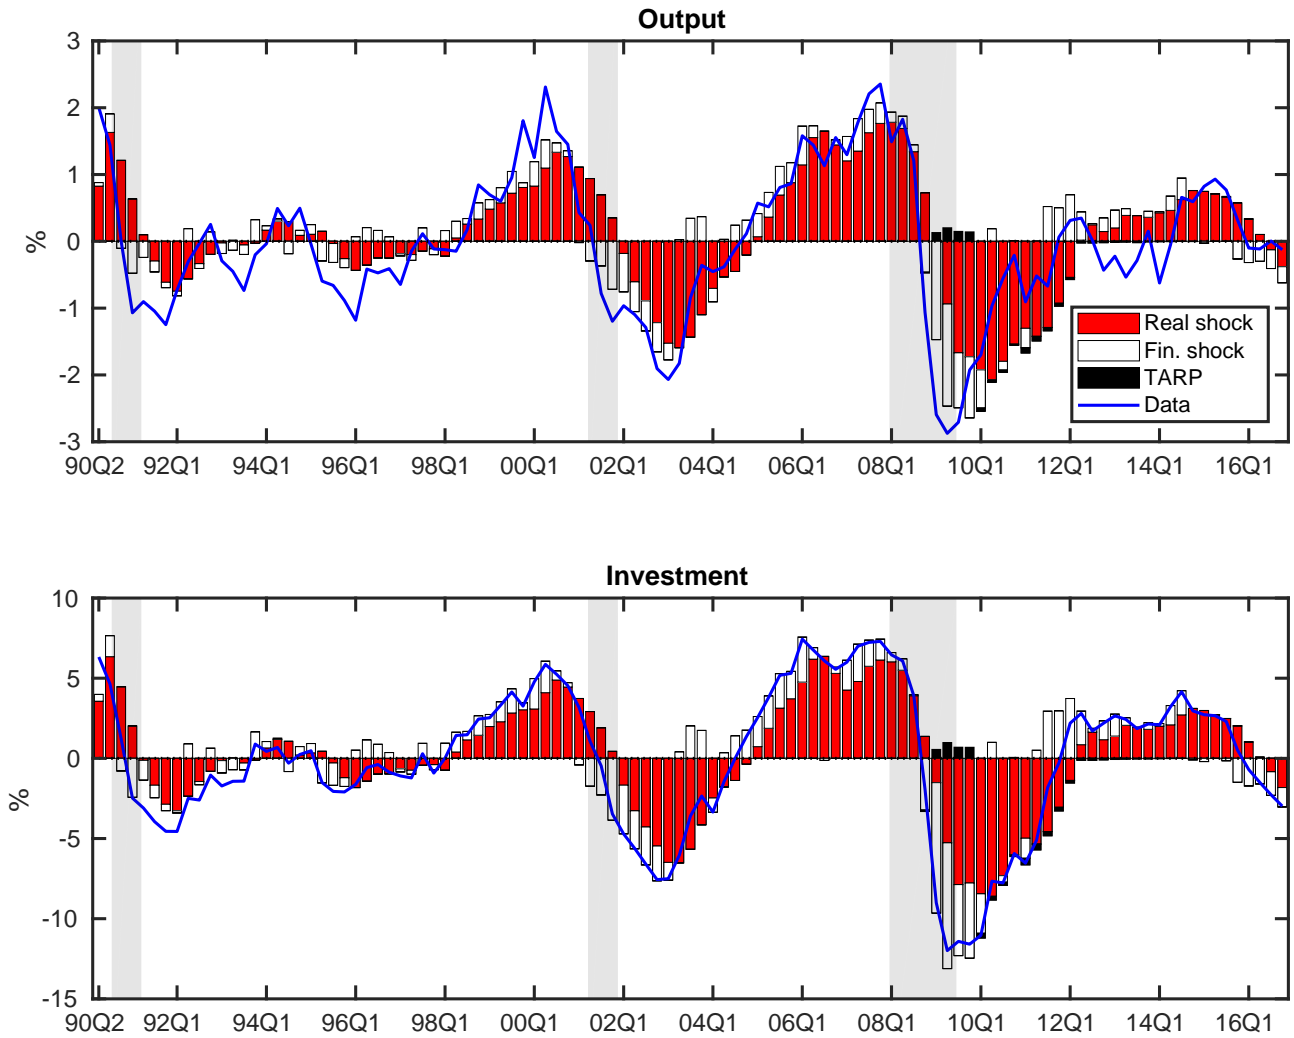 Output
3
2
1
0
-1
-2
-3
%
Real shock
Fin. shock
TARP
Data
90Q2 92Q1 94Q1 96Q1 98Q1 00Q1 02Q1 04Q1 06Q1 08Q1 10Q1 12Q1 14Q1 16Q1
Investment
10
5
0
-5
-10
-15
%
90Q2 92Q1 94Q1 96Q1 98Q1 00Q1 02Q1 04Q1 06Q1 08Q1 10Q1 12Q1 14Q1 16Q1